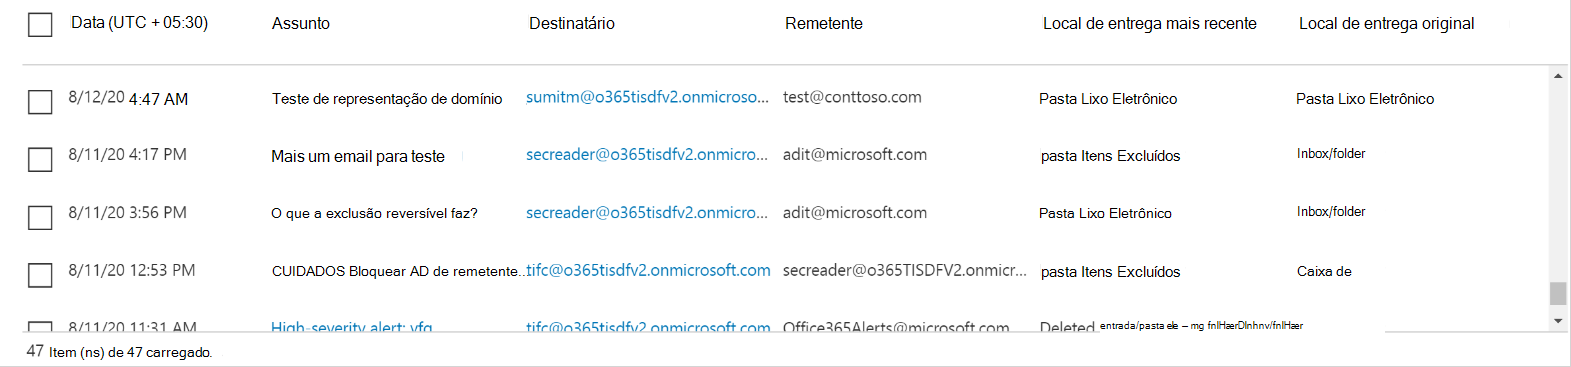 Data (UTC + 05:30) Assunto Destinatário Remetente Local de entrega mais recente Local de entrega original
8/12/20 4:47 AM Teste de representação de domínio sumitm@o365tisdfv2.onmicroso... test@conttoso.com Pasta Lixo Eletrônico Pasta Lixo Eletrônico
8/11/20 4:17 PM Mais um email para teste secreader@o365tisdfv2.onmicro... adit@microsoft.com pasta Itens Excluídos Inbox/folder
8/11/20 3:56 PM O que a exclusão reversível faz? secreader@o365tisdfv2.onmicro... adit@microsoft.com Pasta Lixo Eletrônico Inbox/folder
8/11/20 12:53 PM CUIDADOS Bloquear AD de remetente... tifc@o365tisdfv2.onmicrosoft.com secreader@o365TISDFV2.onmicr... pasta Itens Excluídos Caixa de
8/11/20 11:31 AM High-severity alert: vfg tifc@o365tisdfv2.onmicrosoft.com Office365Alerts@microsoft.com Deleted entrada/pasta ele – mg
47 Item (ns) de 47 carregado.